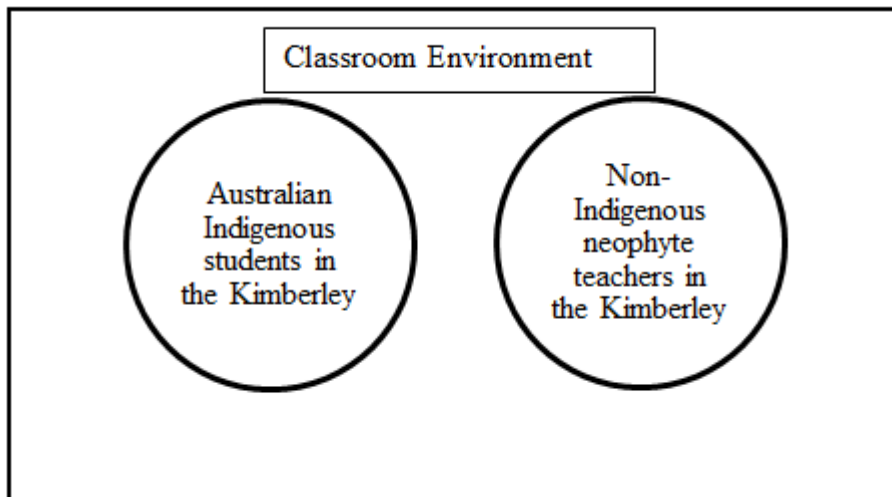 Classroom Environment
Australian
Indigenous
students in
the Kimberley
Non-
Indigenous
neophyte
teachers in
the Kimberley